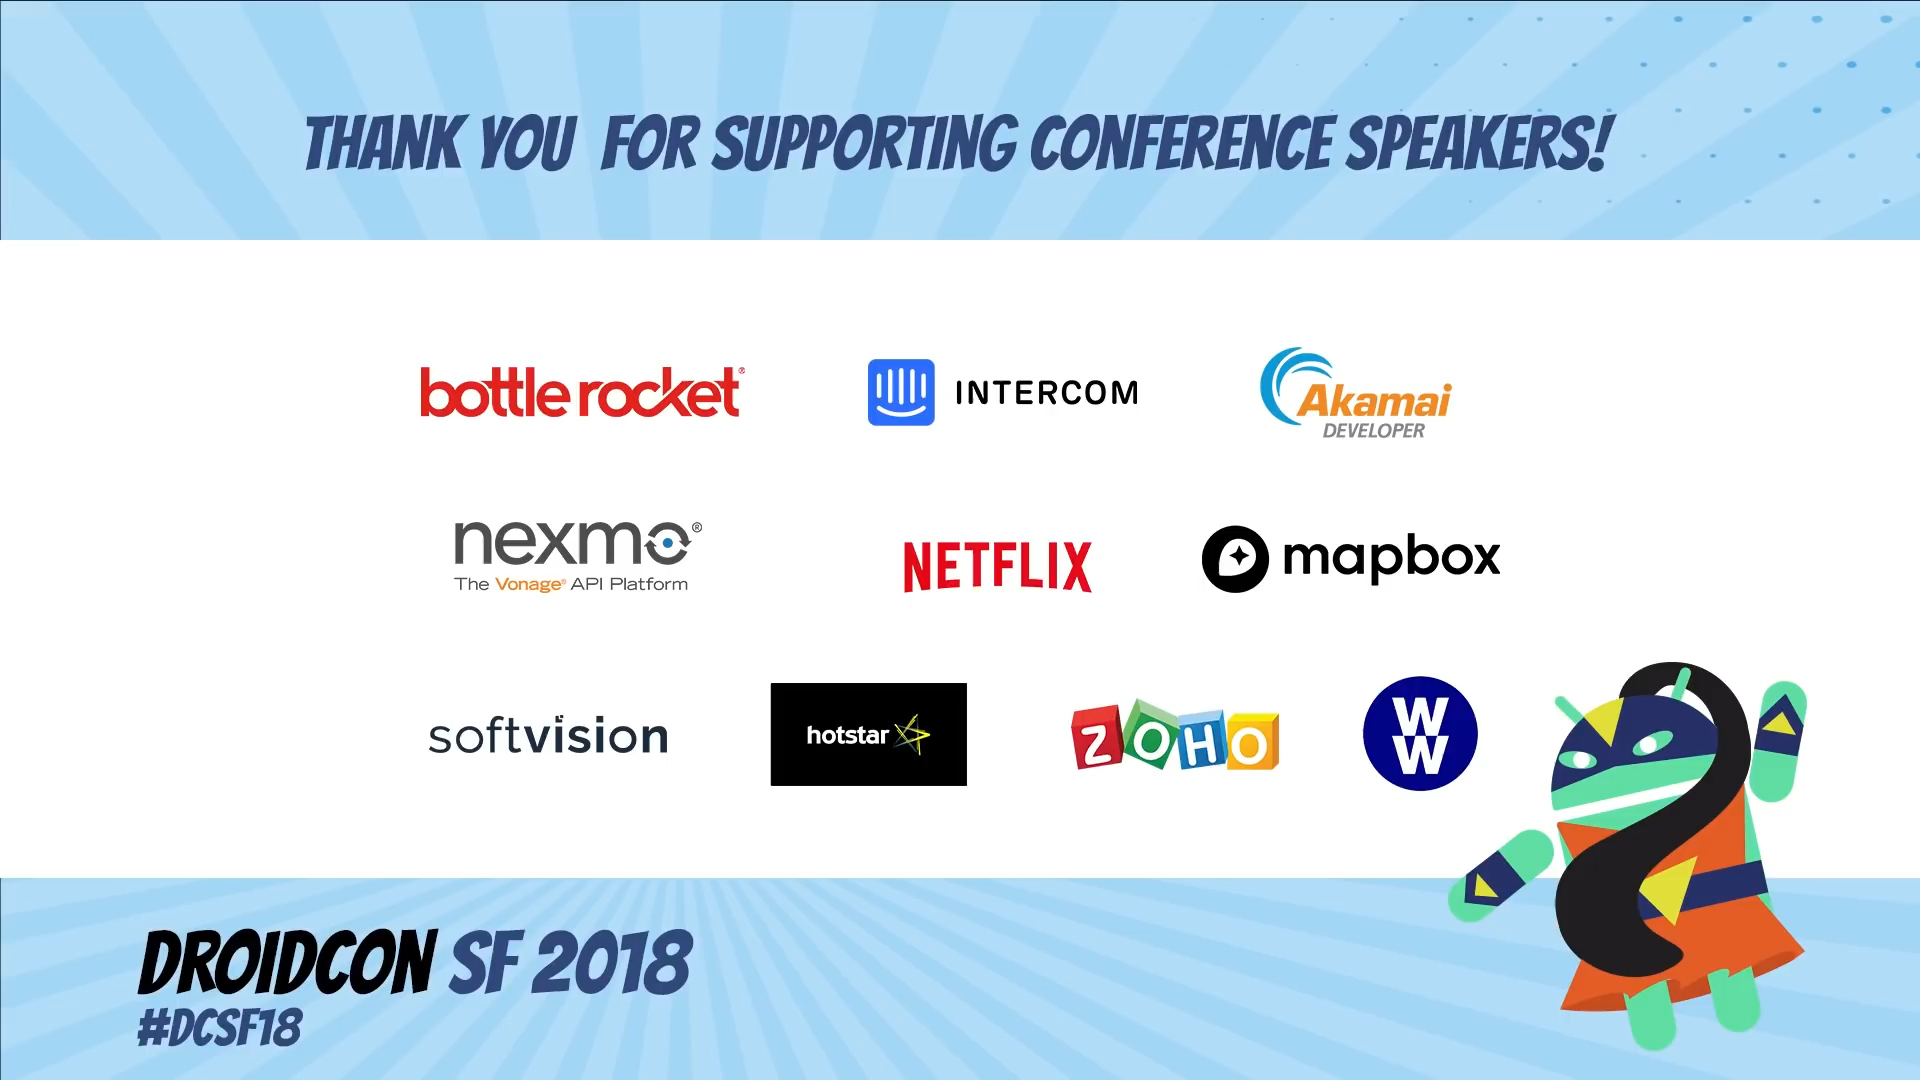 THANK YOU FOR SUPPORTING CONFERENCE SPEAKERS!
bottle rocket®
INTERCOM
Akamai
DEVELOPER
nexmo®
The Vonage® API Platform
NETFLIX
mapbox
softvision
hotstar
ZOHO
W
W
DROIDCON SF 2018
#DCSF18